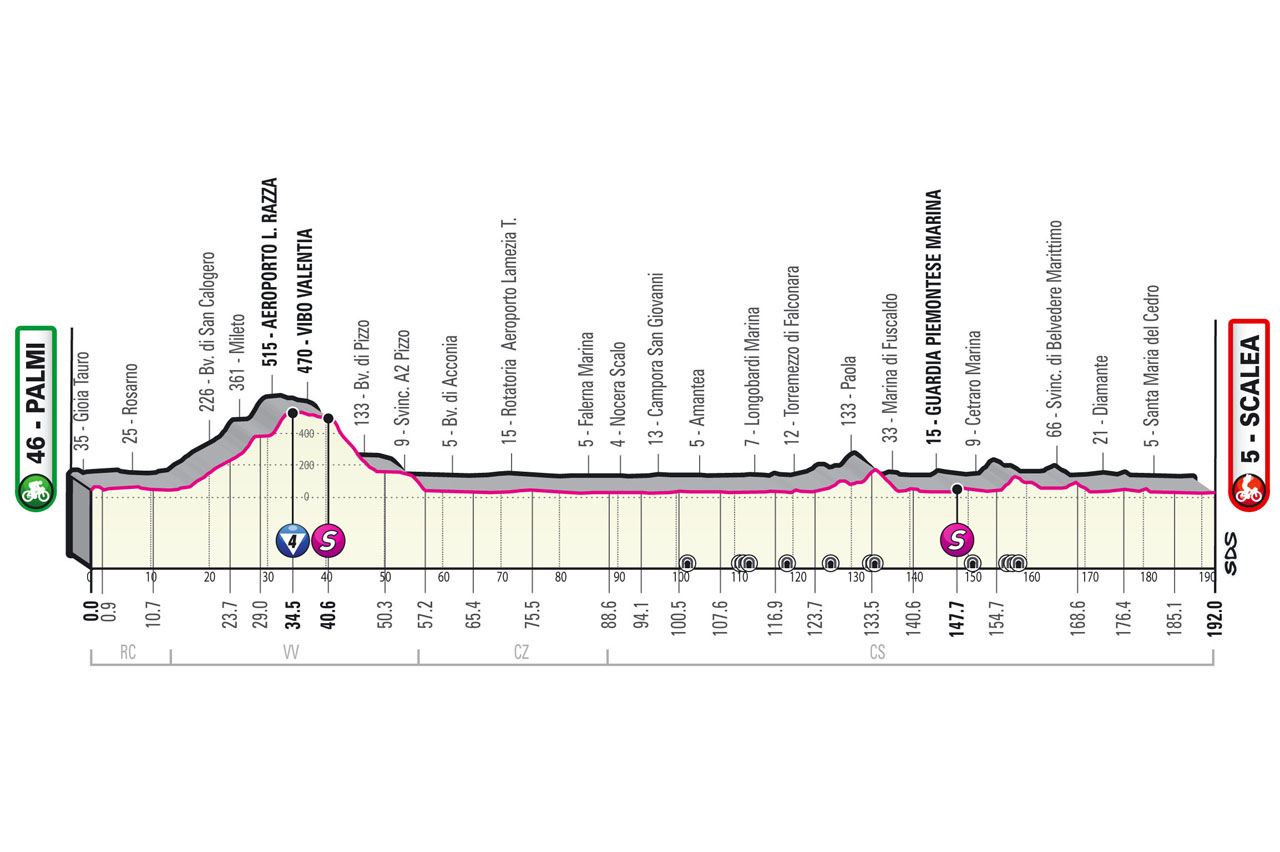 46 - PALMI
35 - Gioia Tauro
25 - Rosarno
226 - Bv. di San Calogero
361 - Mileto
515 - AEROPORTO L. RAZZA
470 - VIBO VALENTIA
133 - Bv. di Pizzo
9 - Svinc. A2 Pizzo
5 - Bv. di Acconia
15 - Rotatoria Aeroporto Lamezia T.
5 - Falerna Marina
4 - Nocera Scalo
13 - Campora San Giovanni
5 - Amantea
7 - Longobardi Marina
12 - Torremezzo di Falconara
133 - Paola
33 - Marina di Fuscaldo
15 - GUARDIA PIEMONTESE MARINA
9 - Cetraro Marina
66 - Svinc. di Belvedere Marittimo
21 - Diamante
5 - Santa Maria del Cedro
5 - SCALEA
400
200
0
4
S
S
SDS
0 10 20 30 40 50 60 70 80 90 100 110 120 130 140 150 160 170 180 190
0.0 0.9 10.7 23.7 29.0 34.5 40.6 50.3 57.2 65.4 75.5 88.6 94.1 100.5 107.6 116.9 123.7 133.5 140.6 147.7 154.7 168.6 176.4 185.1 192.0
RC VV CZ CS